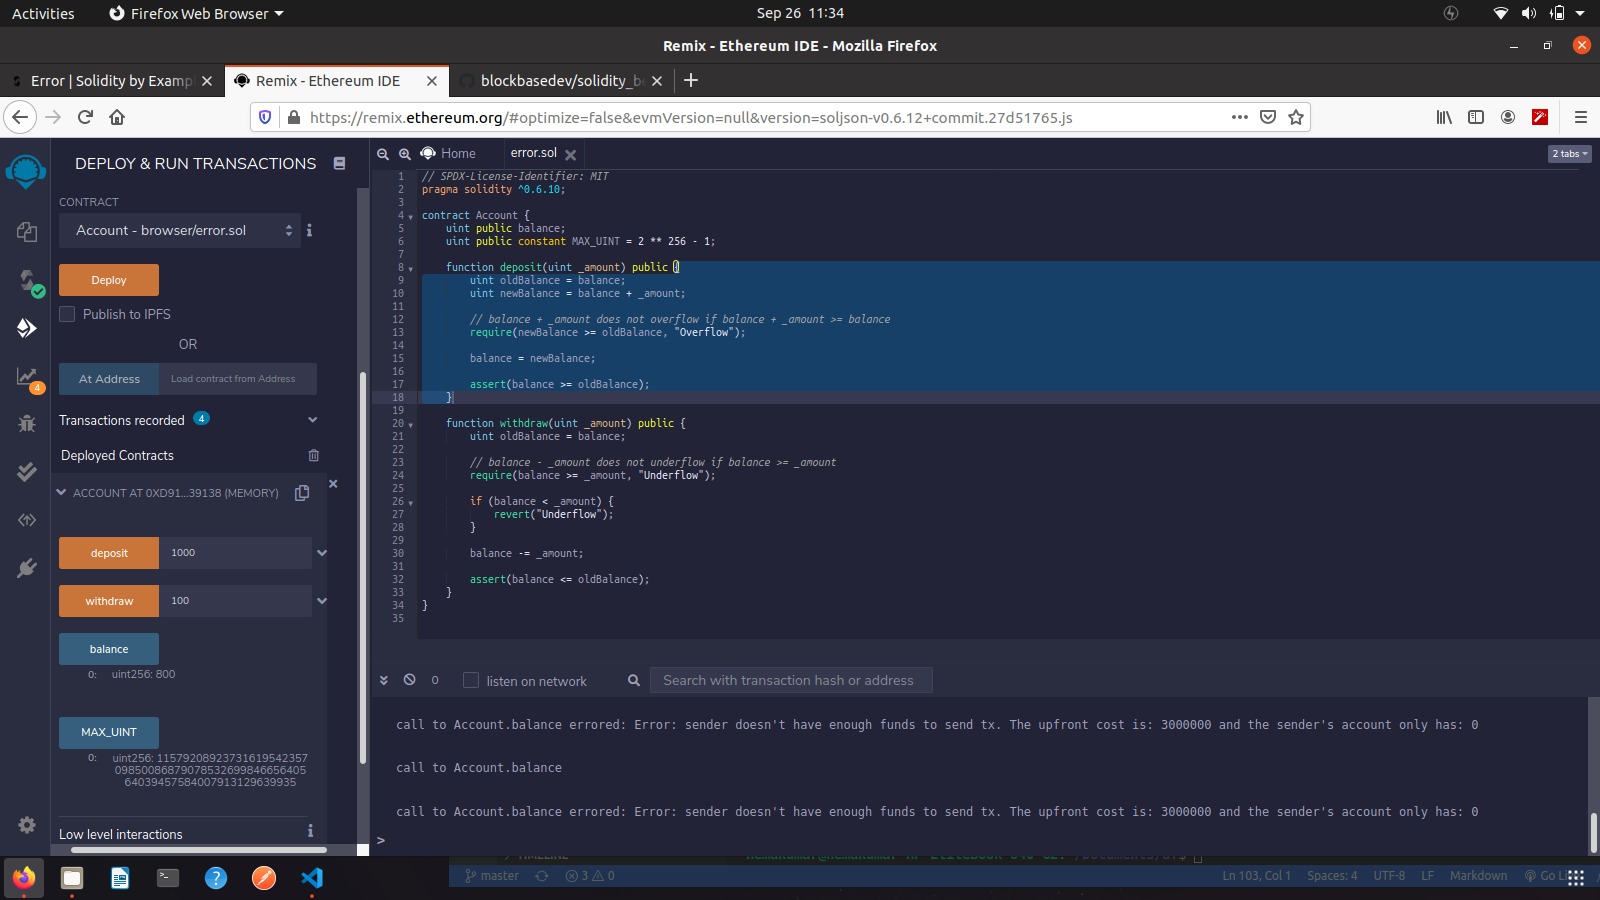 Activities
Firefox Web Browser
Sep 26 11:34
Remix - Ethereum IDE - Mozilla Firefox
Error | Solidity by Examp
Remix - Ethereum IDE
blockbasedev/solidity_b
https://remix.ethereum.org/#optimize=false&evmVersion=null&version=soljson-v0.6.12+commit.27d51765.js
DEPLOY & RUN TRANSACTIONS
CONTRACT
Account - browser/error.sol
Deploy
Publish to IPFS
OR
At Address
Load contract from Address
4
Transactions recorded 4
Deployed Contracts
ACCOUNT AT 0XD91...39138 (MEMORY)
deposit
1000
withdraw
100
balance
0: uint256: 800
MAX_UINT
0: uint256: 11579208923731619542357
09850086879078532699846656405
64039457584007913129639935
Low level interactions
Home
error.sol
2 tabs
1 // SPDX-License-Identifier: MIT
2 pragma solidity ^0.6.10;
3
4 contract Account {
5 uint public balance;
6 uint public constant MAX_UINT = 2 ** 256 - 1;
7
8 function deposit(uint _amount) public {
9 uint oldBalance = balance;
10 uint newBalance = balance + _amount;
11
12 // balance + _amount does not overflow if balance + _amount >= balance
13 require(newBalance >= oldBalance, "Overflow");
14
15 balance = newBalance;
16
17 assert(balance >= oldBalance);
18 }
19
20 function withdraw(uint _amount) public {
21 uint oldBalance = balance;
22
23 // balance - _amount does not underflow if balance >= _amount
24 require(balance >= _amount, "Underflow");
25
26 if (balance < _amount) {
27 revert("Underflow");
28 }
29
30 balance -= _amount;
31
32 assert(balance <= oldBalance);
33 }
34 }
35
0
listen on network
Search with transaction hash or address
call to Account.balance errored: Error: sender doesn't have enough funds to send tx. The upfront cost is: 3000000 and the sender's account only has: 0
call to Account.balance
call to Account.balance errored: Error: sender doesn't have enough funds to send tx. The upfront cost is: 3000000 and the sender's account only has: 0
>
TIMELINE
master
3
0
Ln 103, Col 1
Spaces: 4
UTF-8
LF
Markdown
Go Li